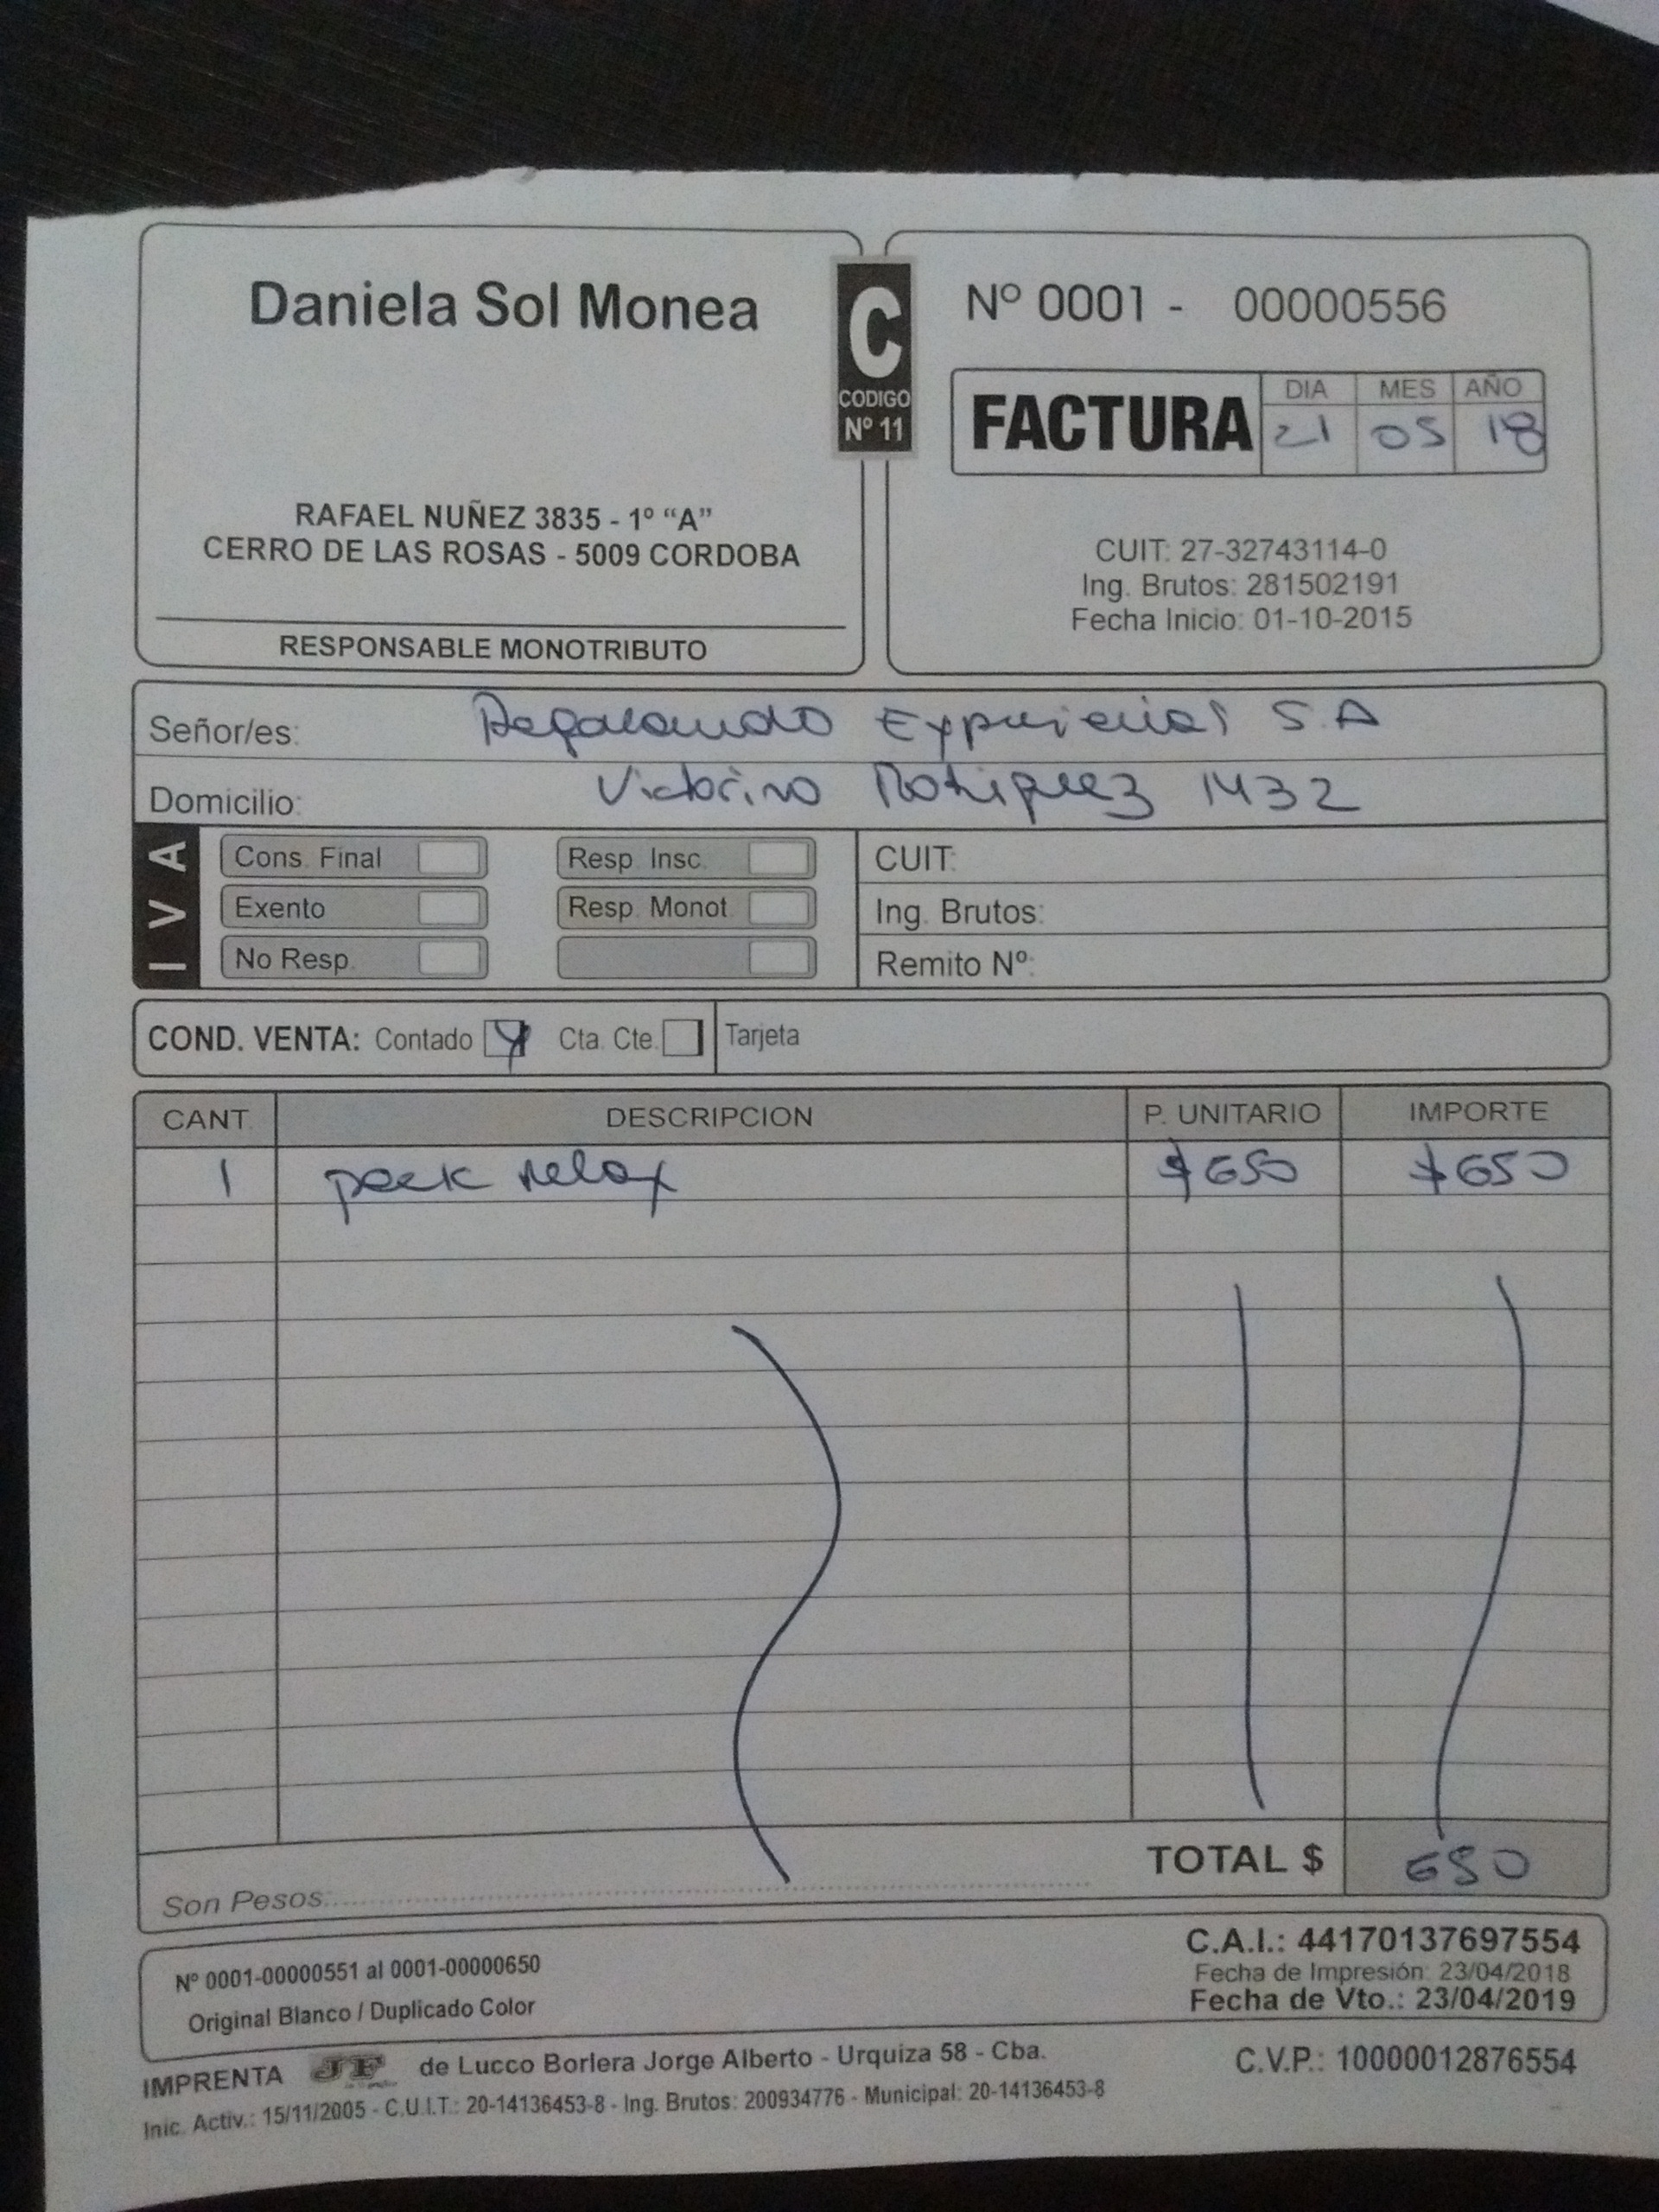 Daniela Sol Monea
C
CODIGO
Nº 11
Nº 0001 - 00000556
FACTURA
DIA MES AÑO
21 05 18
RAFAEL NUÑEZ 3835 - 1º “A”
CERRO DE LAS ROSAS - 5009 CORDOBA
RESPONSABLE MONOTRIBUTO
CUIT: 27-32743114-0
Ing. Brutos: 281502191
Fecha Inicio: 01-10-2015
Señor/es: Regalando Experiencias S.A
Domicilio: Victorino Rodriguez 1432
IVA
Cons. Final Resp. Insc. CUIT:
Exento Resp. Monot. Ing. Brutos:
No Resp. Remito Nº:
COND. VENTA: Contado Cta. Cte. Tarjeta
CANT. DESCRIPCION P. UNITARIO IMPORTE
1 pack relax $650 $650
TOTAL $ 650
Son Pesos:
Nº 0001-00000551 al 0001-00000650
Original Blanco / Duplicado Color
C.A.I.: 44170137697554
Fecha de Impresión: 23/04/2018
Fecha de Vto.: 23/04/2019
IMPRENTA JF de Lucco Borlera Jorge Alberto - Urquiza 58 - Cba.
C.V.P.: 10000012876554
Inic. Activ.: 15/11/2005 - C.U.I.T.: 20-14136453-8 - Ing. Brutos: 200934776 - Municipal: 20-14136453-8